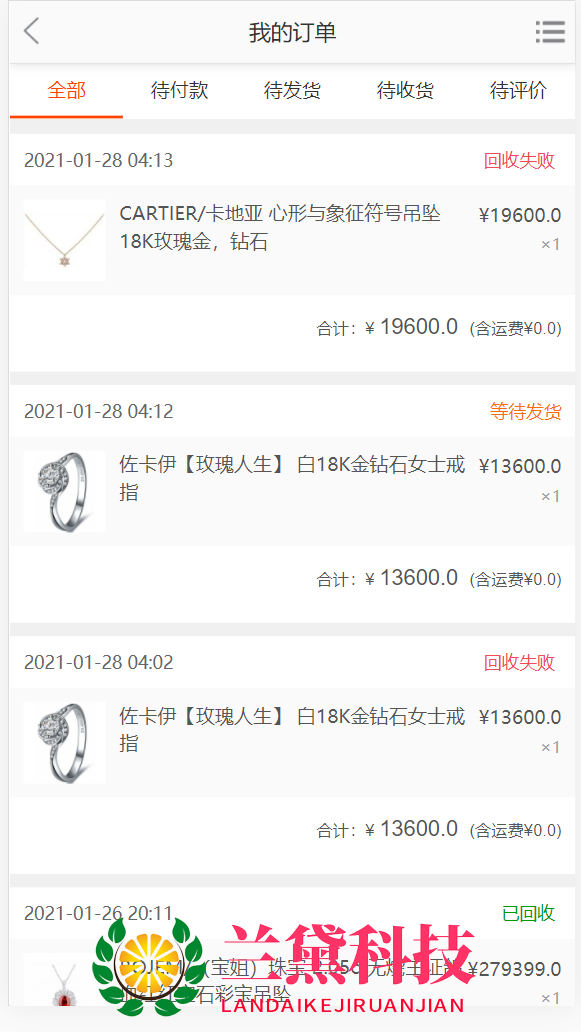 我的订单
全部 待付款 待发货 待收货 待评价
2021-01-28 04:13 回收失败
CARTIER/卡地亚 心形与象征符号吊坠 ¥19600.0
18K玫瑰金，钻石 ×1
合计：¥ 19600.0 (含运费¥0.0)
2021-01-28 04:12 等待发货
佐卡伊【玫瑰人生】 白18K金钻石女士戒 ¥13600.0
指 ×1
合计：¥ 13600.0 (含运费¥0.0)
2021-01-28 04:02 回收失败
佐卡伊【玫瑰人生】 白18K金钻石女士戒 ¥13600.0
指 ×1
合计：¥ 13600.0 (含运费¥0.0)
2021-01-26 20:11 已回收
（宝姐）珠宝 ¥279399.0
石彩宝吊坠 ×1
兰黛科技
LANDAIKEJIRUANJIAN